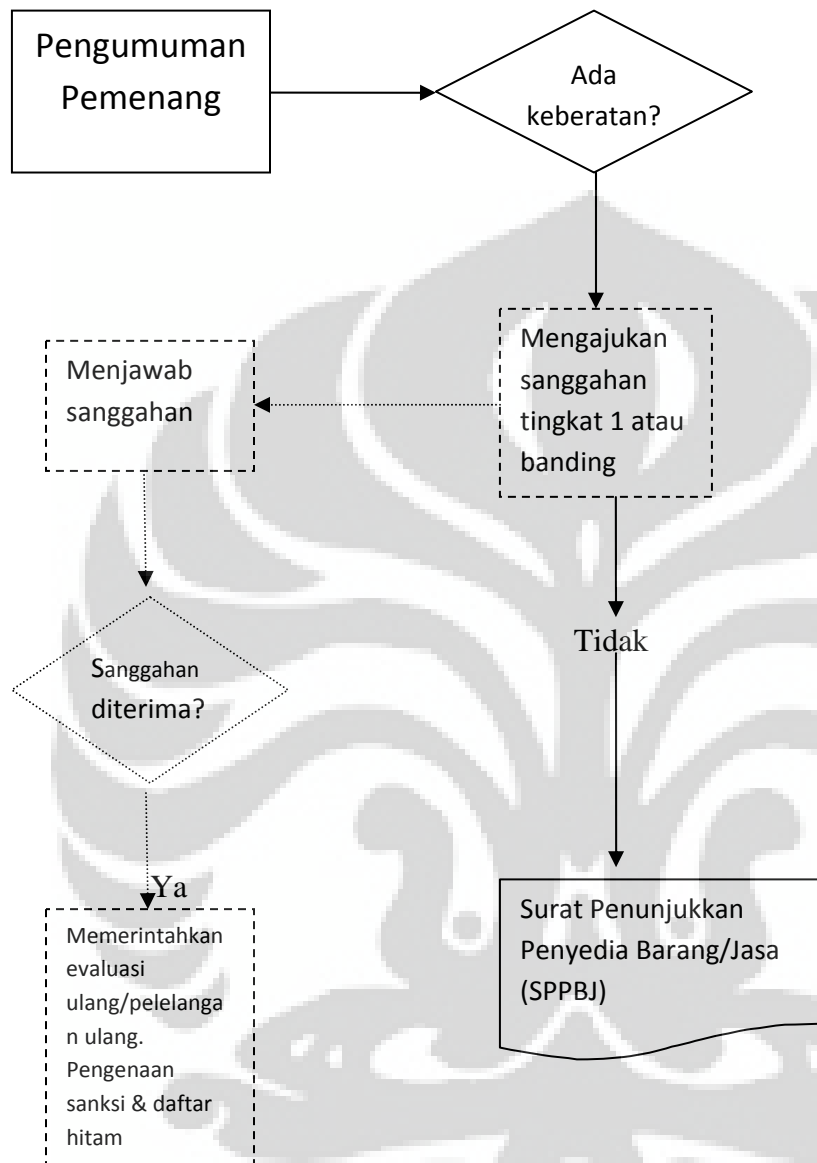 Pengumuman
Pemenang
Ada
keberatan?
Mengajukan
sanggahan
tingkat 1 atau
banding
Menjawab
sanggahan
Tidak
Sanggahan
diterima?
Ya
Memerintahkan
evaluasi
ulang/pelelanga
n ulang.
Pengenaan
sanksi & daftar
hitam
Surat Penunjukkan
Penyedia Barang/Jasa
(SPPBJ)